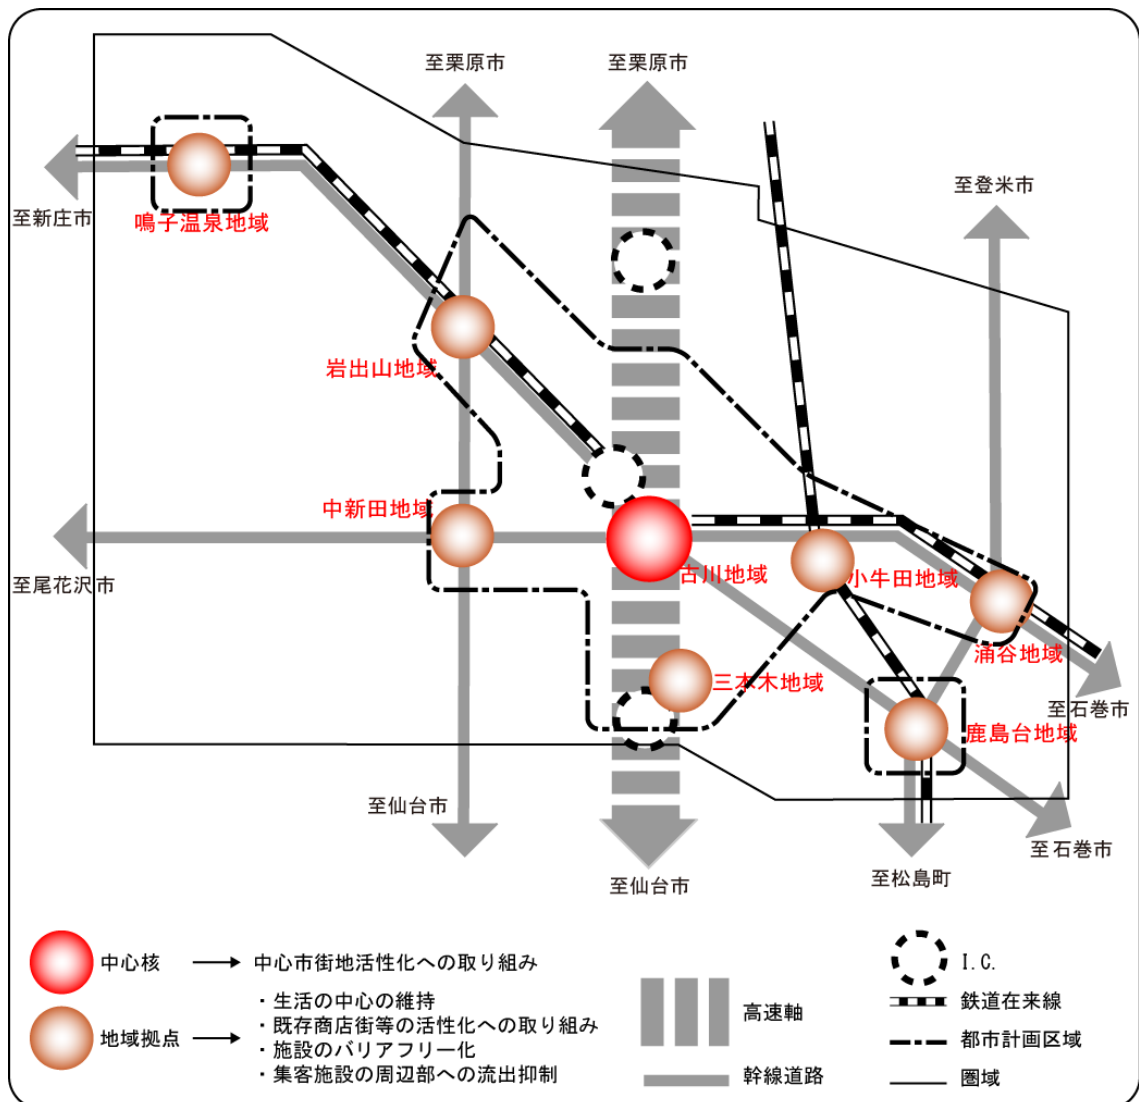 至栗原市
至栗原市
至登米市
至新庄市
鳴子温泉地域
岩出山地域
中新田地域
至尾花沢市
古川地域
小牛田地域
涌谷地域
三本木地域
至石巻市
鹿島台地域
至仙台市
至石巻市
至仙台市
至松島町
中心核
中心市街地活性化への取り組み
地域拠点
・生活の中心の維持
・既存商店街等の活性化への取り組み
・施設のバリアフリー化
・集客施設の周辺部への流出抑制
高速軸
幹線道路
I.C.
鉄道在来線
都市計画区域
圏域